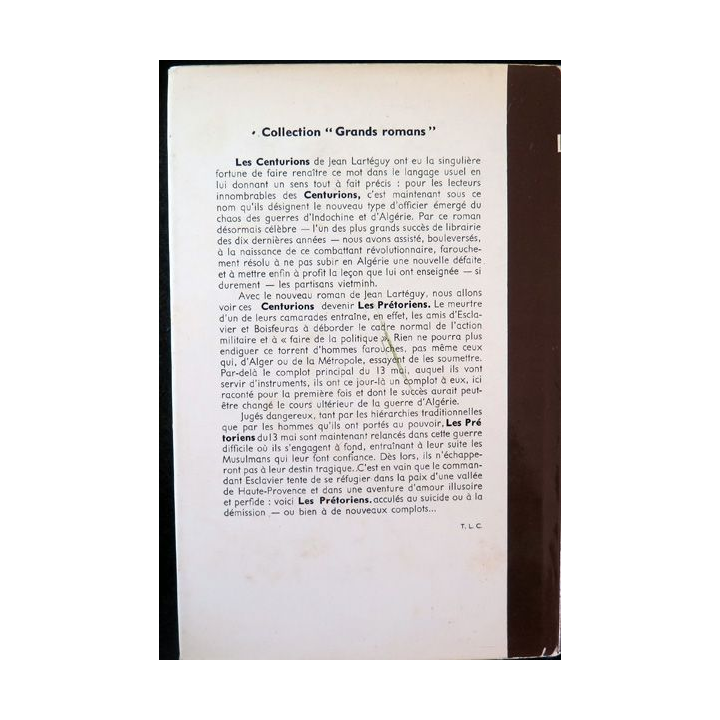 • Collection “ Grands romans ”
Les Centurions de Jean Lartéguy ont eu la singulière
fortune de faire renaître ce mot dans le langage usuel en
lui donnant un sens tout à fait précis : pour les lecteurs
innombrables des Centurions, c’est maintenant sous ce
nom qu’ils désignent le nouveau type d’officier émergé du
chaos des guerres d’Indochine et d’Algérie. Par ce roman
désormais célèbre — l’un des plus grands succès de librairie
des dix dernières années — nous avons assisté, bouleversés,
à la naissance de ce combattant révolutionnaire, farouche-
ment résolu à ne pas subir en Algérie une nouvelle défaite
et à mettre enfin à profit la leçon que lui ont enseignée — si
durement — les partisans vietminh.
Avec le nouveau roman de Jean Lartéguy, nous allons
voir ces Centurions devenir Les Prétoriens. Le meurtre
d’un de leurs camarades entraîne, en effet, les amis d’Escla-
vier et Boisfeuras à déborder le cadre normal de l’action
militaire et à « faire de la politique ». Rien ne pourra plus
endiguer ce torrent d’hommes farouches, pas même ceux
qui, d’Alger ou de la Métropole, essayent de les soumettre.
Par-delà le complot principal du 13 mai, auquel ils vont
servir d’instruments, ils ont ce jour-là un complot à eux, ici
raconté pour la première fois et dont le succès aurait peut-
être changé le cours ultérieur de la guerre d’Algérie.
Jugés dangereux, tant par les hiérarchies traditionnelles
que par les hommes qu’ils ont portés au pouvoir, Les Pré
toriens du 13 mai sont maintenant relancés dans cette guerre
difficile où ils s’engagent à fond, entraînant à leur suite les
Musulmans qui leur font confiance. Dès lors, ils n’échappe-
ront pas à leur destin tragique. C’est en vain que le comman-
dant Esclavier tente de se réfugier dans la paix d’une vallée
de Haute-Provence et dans une aventure d’amour illusoire
et perfide : voici Les Prétoriens. acculés au suicide ou à la
démission — ou bien à de nouveaux complots...
T. L. C.